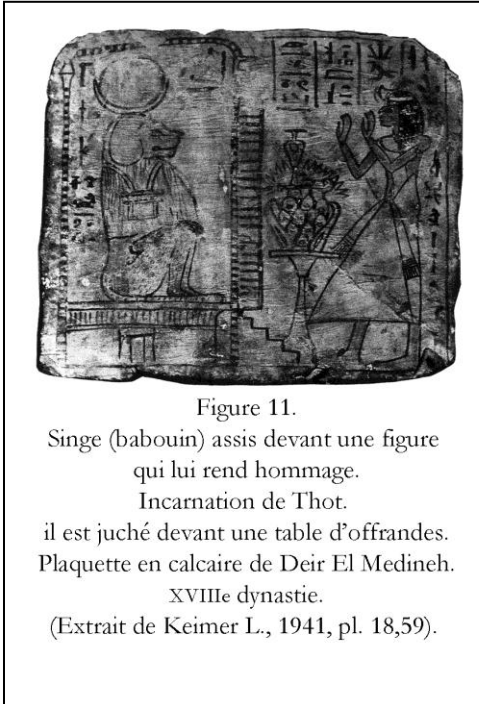 Figure 11.
Singe (babouin) assis devant une figure
qui lui rend hommage.
Incarnation de Thot.
il est juché devant une table d’offrandes.
Plaquette en calcaire de Deir El Medineh.
XVIIIe dynastie.
(Extrait de Keimer L., 1941, pl. 18,59).